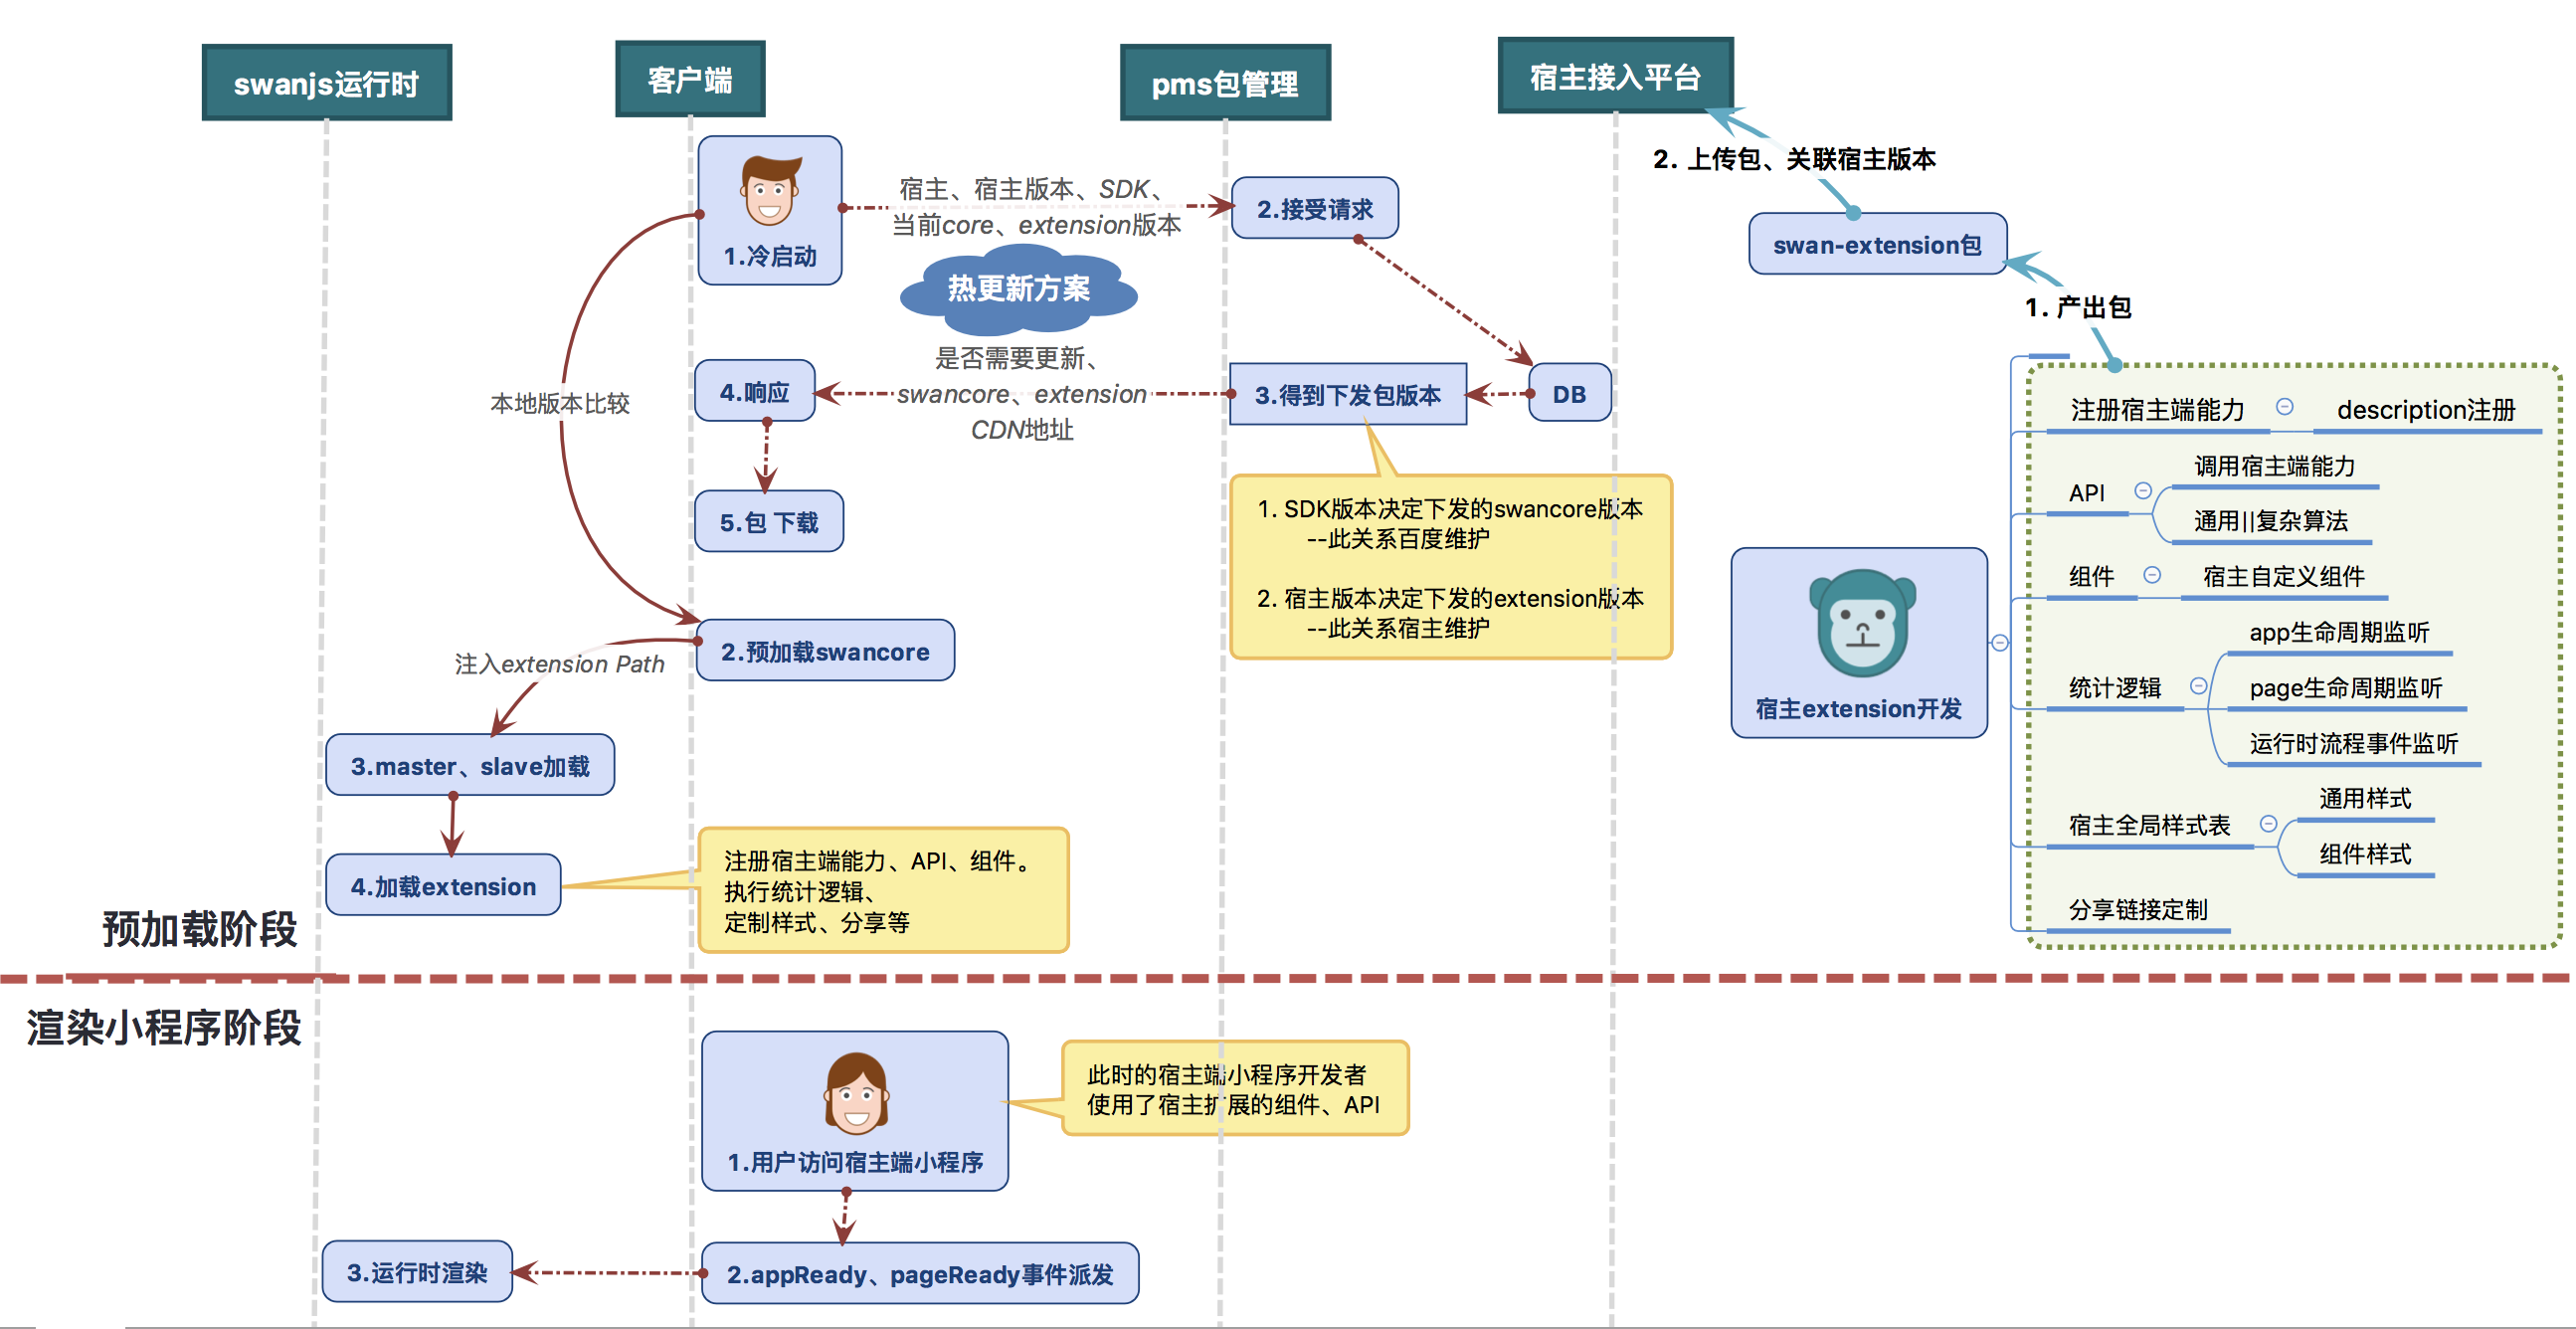 swanjs运行时
客户端
pms包管理
宿主接入平台
1.冷启动
宿主、宿主版本、SDK、
当前core、extension版本
热更新方案
2.接受请求
2. 上传包、关联宿主版本
swan-extension包
1. 产出包
本地版本比较
4.响应
是否需要更新、
swancore、extension
CDN地址
3.得到下发包版本
DB
5.包 下载
1. SDK版本决定下发的swancore版本
--此关系百度维护
2. 宿主版本决定下发的extension版本
--此关系宿主维护
2.预加载swancore
注入extension Path
3.master、slave加载
4.加载extension
注册宿主端能力、API、组件。
执行统计逻辑、
定制样式、分享等
宿主extension开发
注册宿主端能力
description注册
API
调用宿主端能力
通用||复杂算法
组件
宿主自定义组件
统计逻辑
app生命周期监听
page生命周期监听
运行时流程事件监听
宿主全局样式表
通用样式
组件样式
分享链接定制
预加载阶段
渲染小程序阶段
1.用户访问宿主端小程序
此时的宿主端小程序开发者
使用了宿主扩展的组件、API
2.appReady、pageReady事件派发
3.运行时渲染